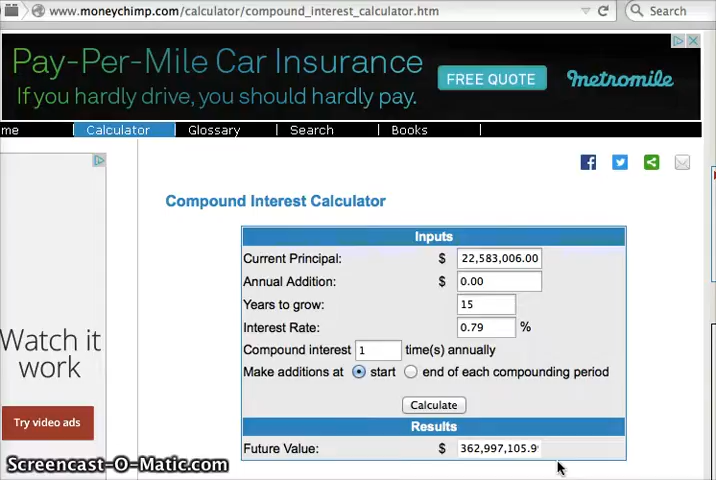 www.moneychimp.com/calculator/compound_interest_calculator.htm
Search
Pay-Per-Mile Car Insurance
If you hardly drive, you should hardly pay.
FREE QUOTE
metromile
me Calculator Glossary Search Books
Compound Interest Calculator
Inputs
Current Principal: $ 22,583,006.00
Annual Addition: $ 0.00
Years to grow: 15
Interest Rate: 0.79 %
Compound interest 1 time(s) annually
Make additions at start end of each compounding period
Calculate
Results
Future Value: $ 362,997,105.9
Watch it
work
Try video ads
Screencast-O-Matic.com